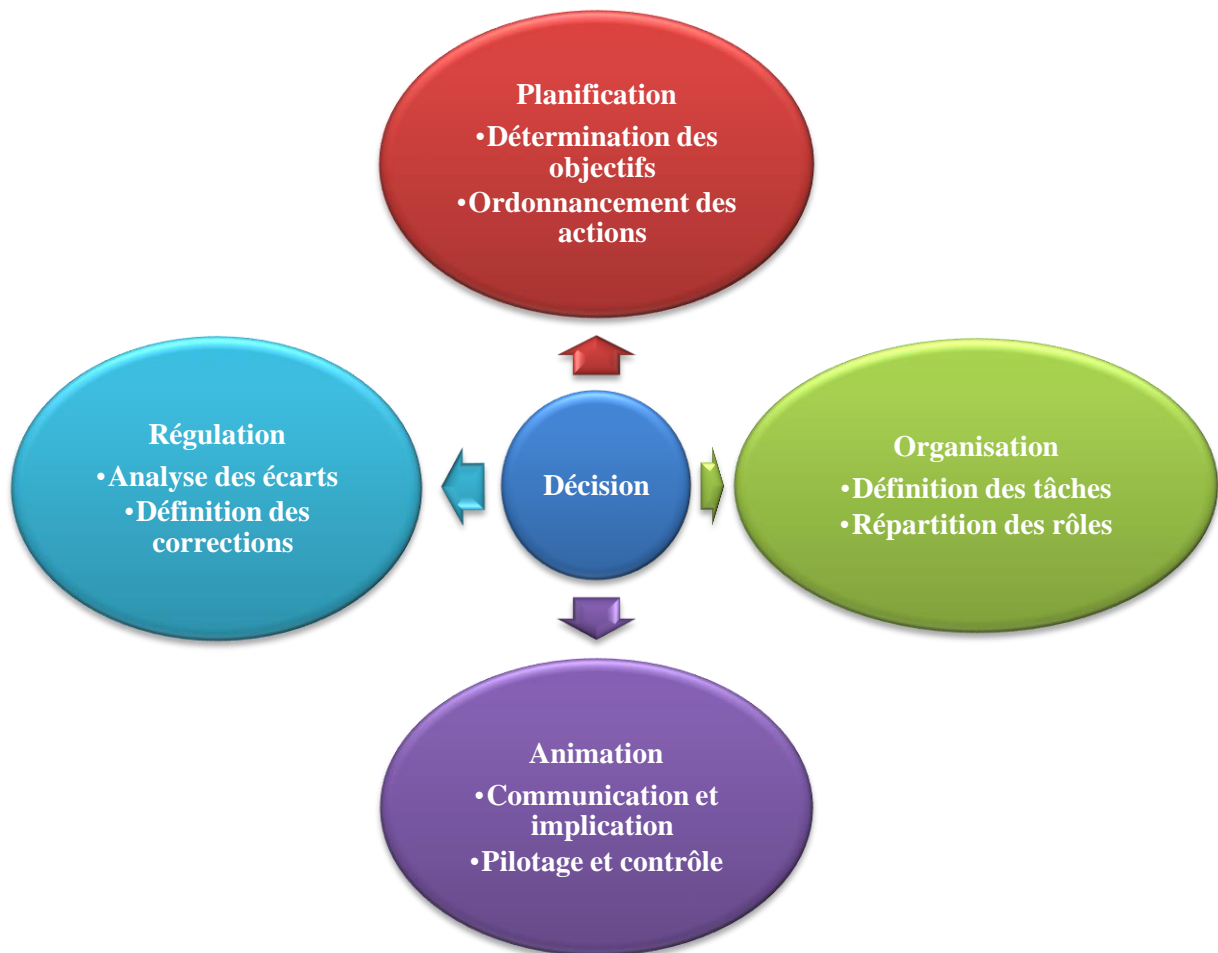 Planification
•Détermination des
objectifs
•Ordonnancement des
actions
Régulation
•Analyse des écarts
•Définition des
corrections
Décision
Organisation
•Définition des tâches
•Répartition des rôles
Animation
•Communication et
implication
•Pilotage et contrôle